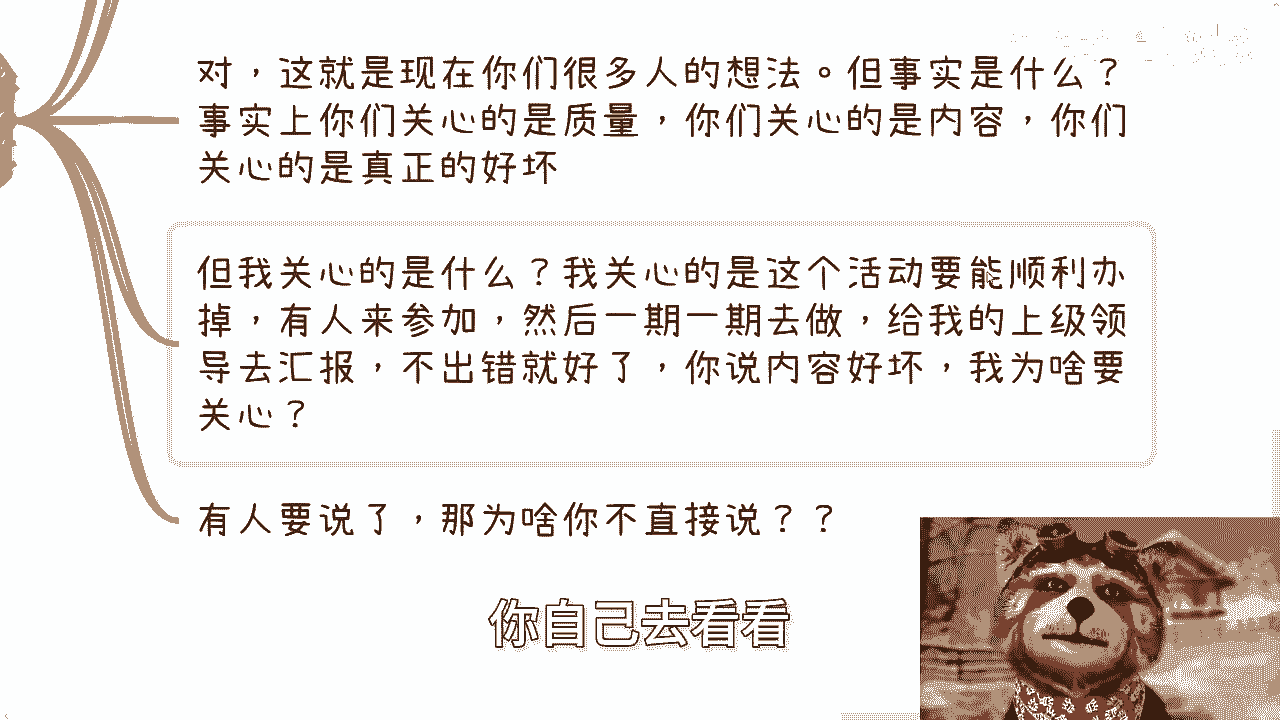 对，这就是现在你们很多人的想法。但事实是什么？
事实上你们关心的是质量，你们关心的是内容，你们
关心的是真正的好坏
但我关心的是什么？我关心的是这个活动要能顺利办
掉，有人来参加，然后一期一期去做，给我的上级领
导去汇报，不出错就好了，你说内容好坏，我为啥要
关心？
有人要说了，那为啥你不直接说？？
你自己去看看